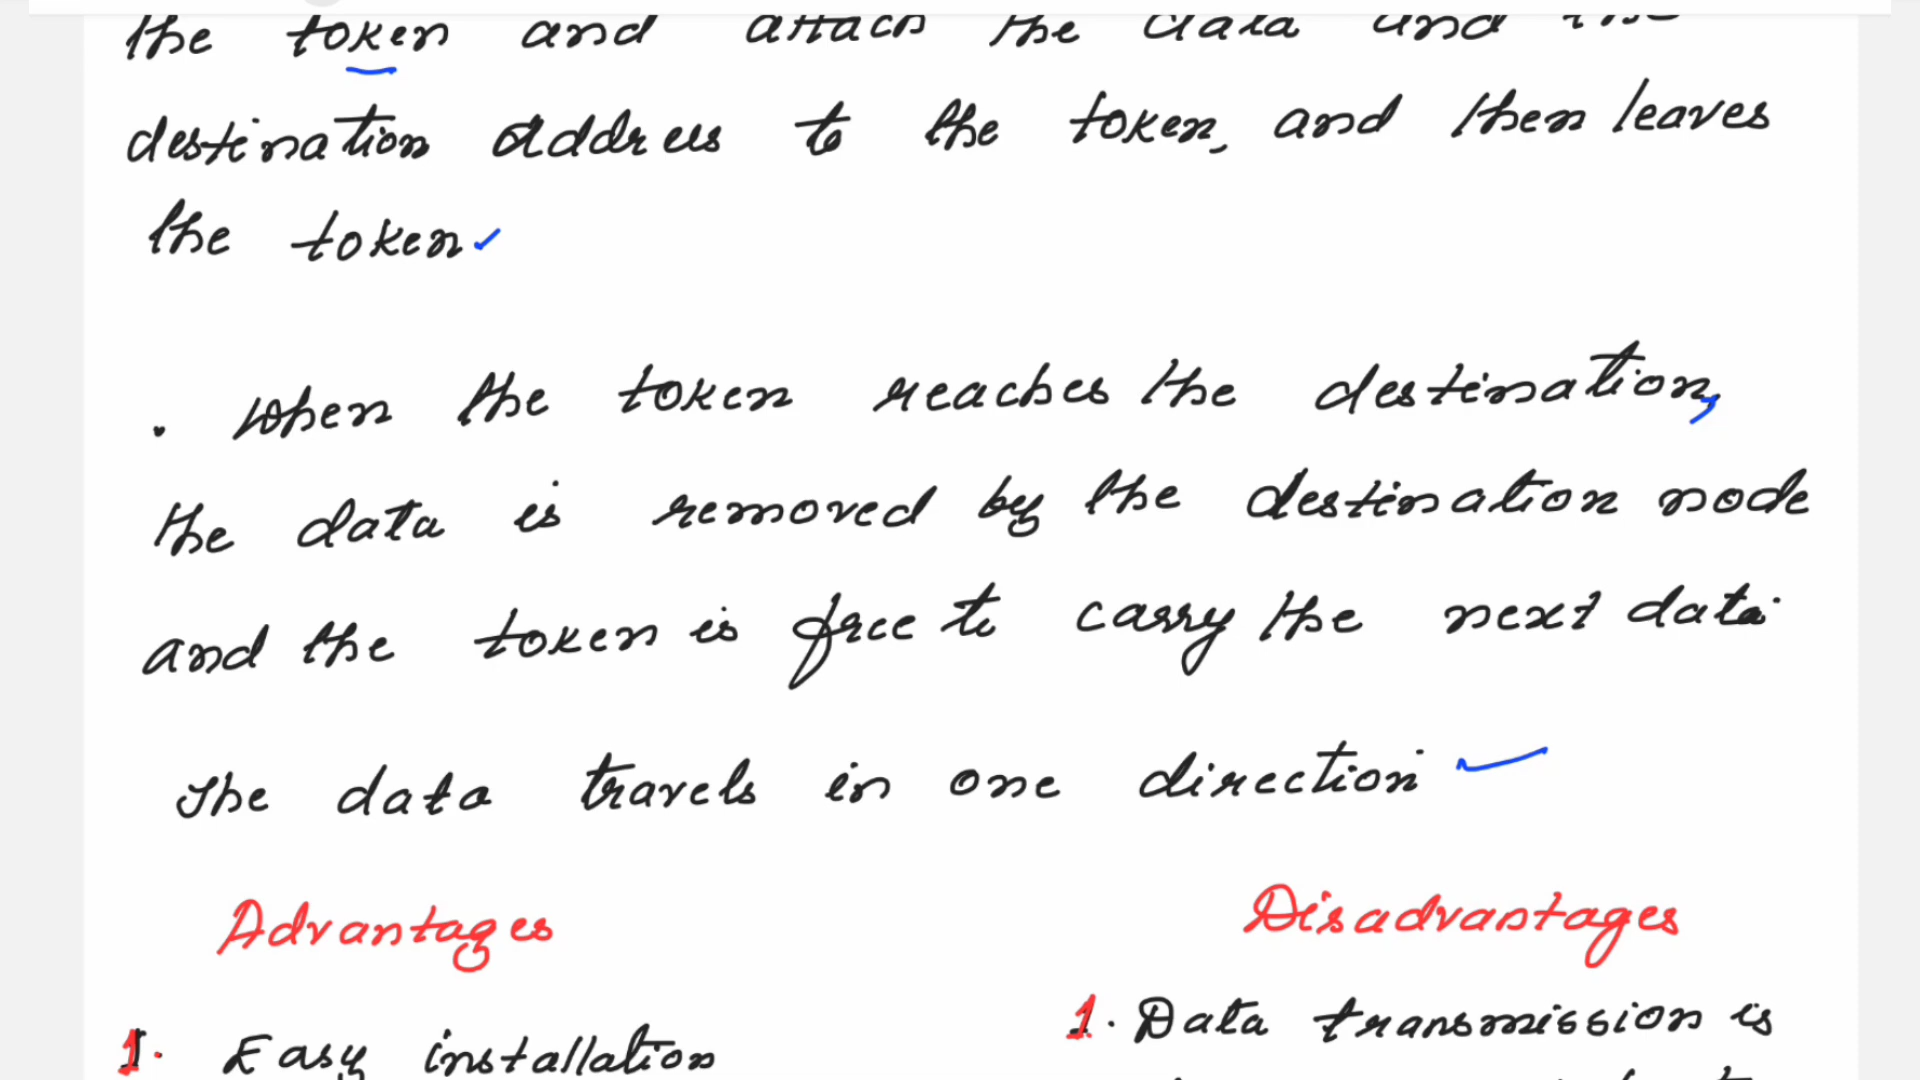 the token and attach the data and the
destination address to the token, and then leaves
the token
. When the token reaches the destination,
the data is removed by the destination node
and the token is free to carry the next data.
The data travels in one direction
Advantages Disadvantages
1. Easy installation 1. Data transmission is